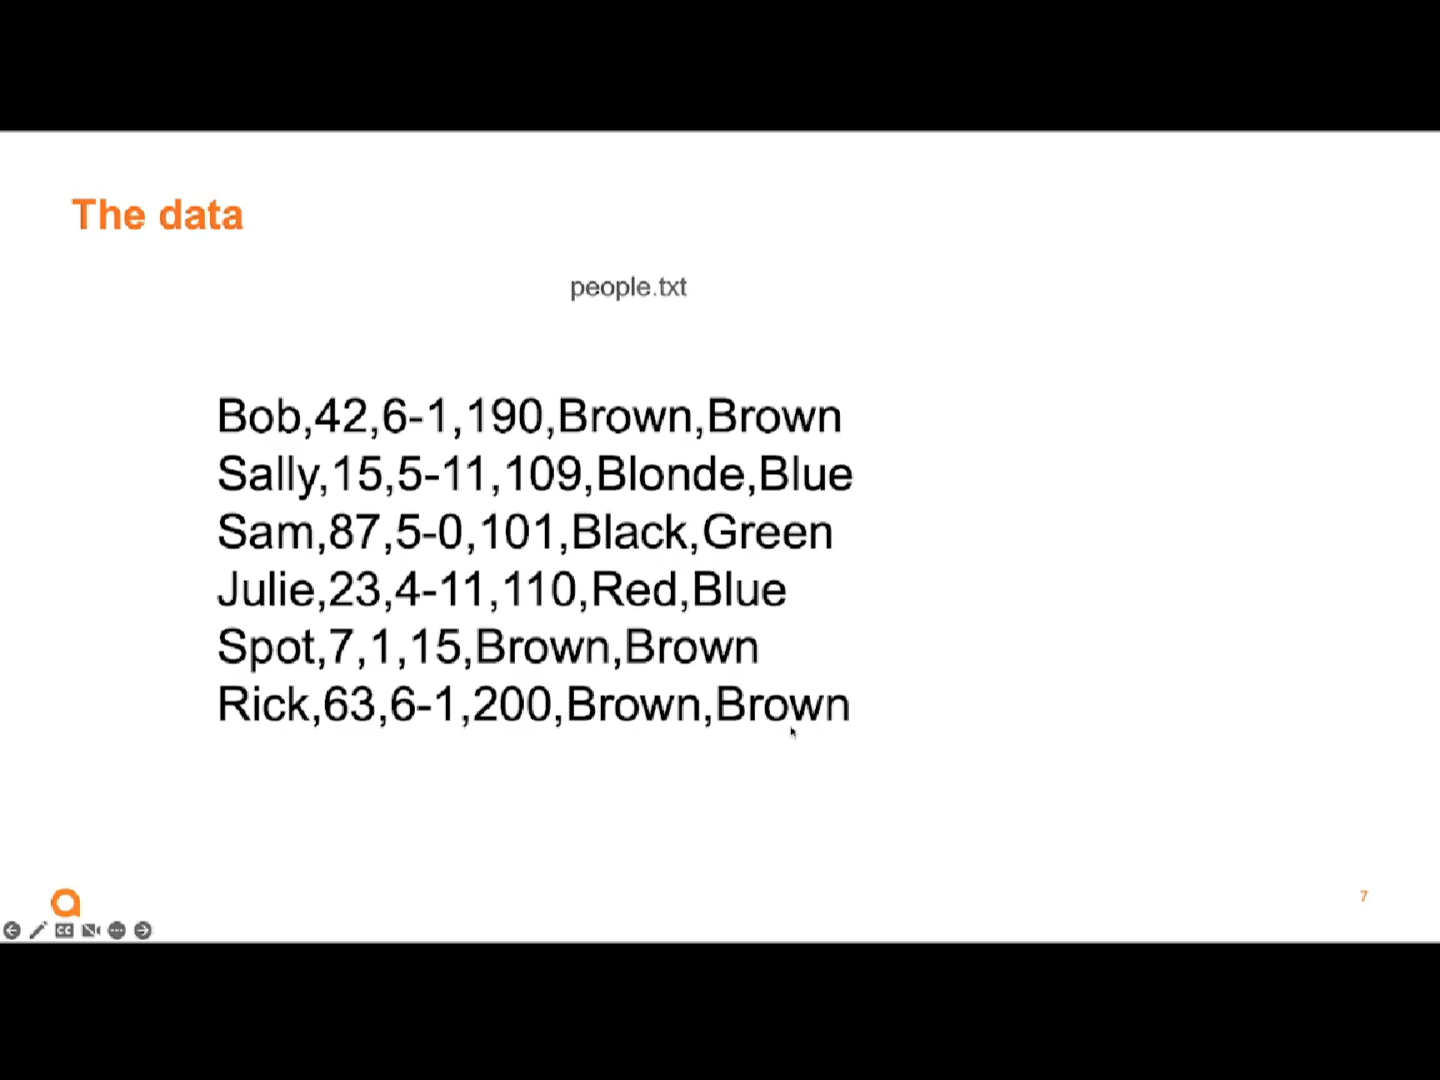 The data
people.txt
Bob,42,6-1,190,Brown,Brown
Sally,15,5-11,109,Blonde,Blue
Sam,87,5-0,101,Black,Green
Julie,23,4-11,110,Red,Blue
Spot,7,1,15,Brown,Brown
Rick,63,6-1,200,Brown,Brown
7
CC